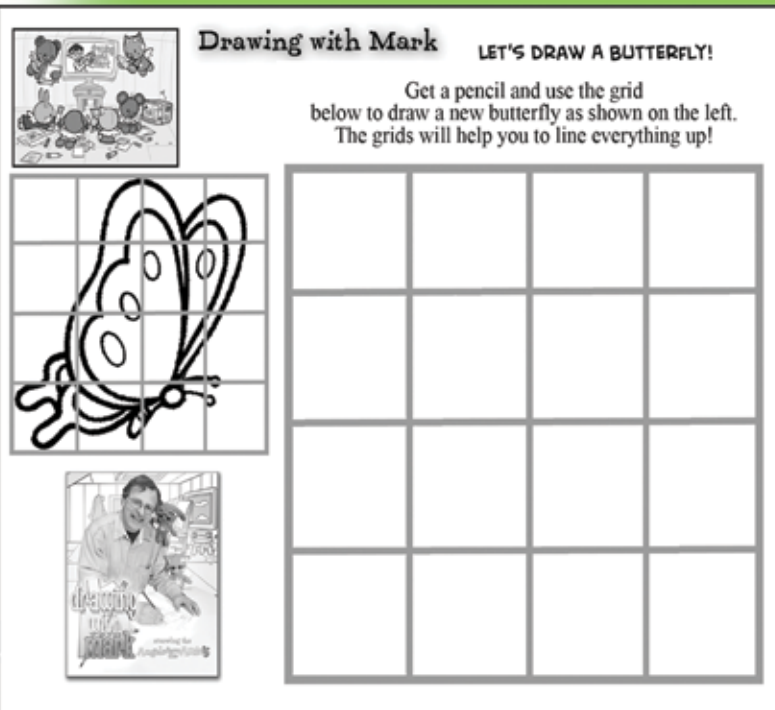 Drawing with Mark
LET'S DRAW A BUTTERFLY!
Get a pencil and use the grid
below to draw a new butterfly as shown on the left.
The grids will help you to line everything up!
drawing
with
mark